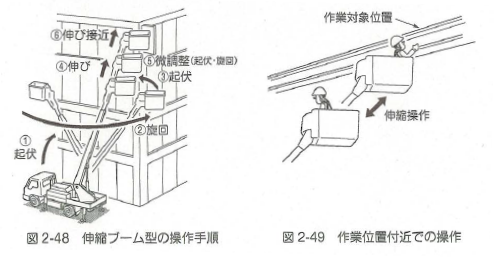 ⑥伸び接近
⑤微調整(起伏・旋回)
④伸び
③起伏
②旋回
①
起伏
図2-48 伸縮ブーム型の操作手順
作業対象位置
伸縮操作
図2-49 作業位置付近での操作